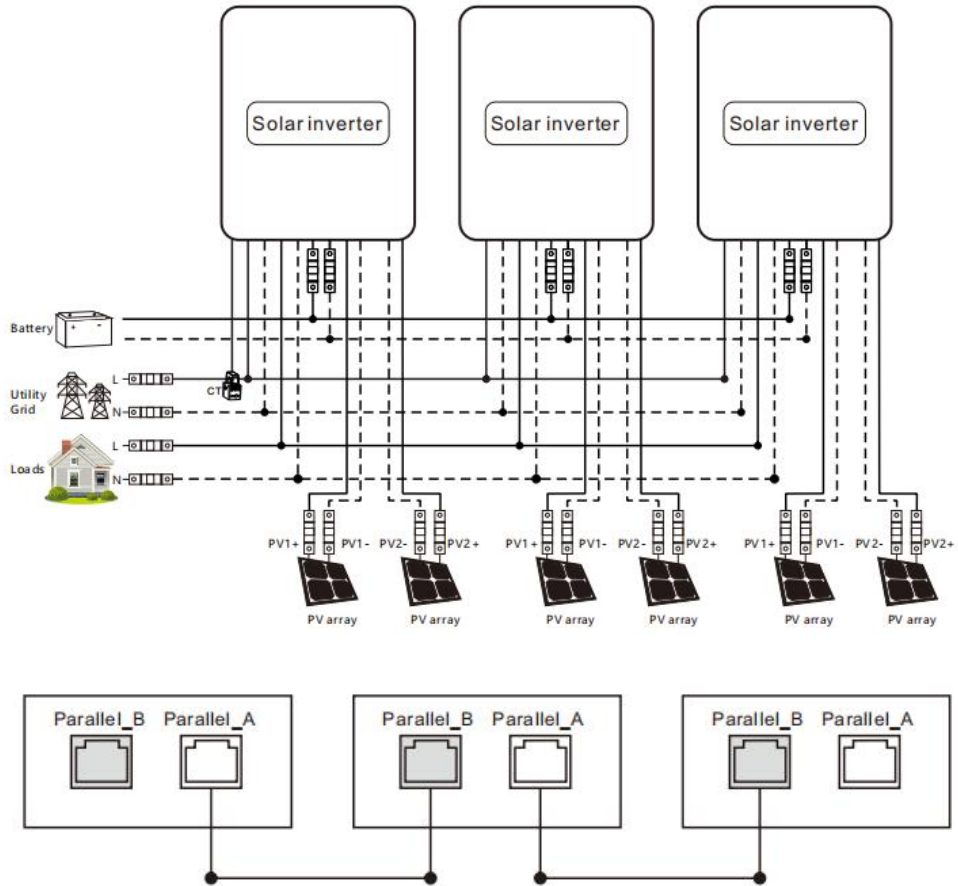 Solar inverter
Solar inverter
Solar inverter
Battery
+ -
Utility
Grid
L
CT
N
Loads
L
N
PV1+ PV1- PV2- PV2+
PV1+ PV1- PV2- PV2+
PV1+ PV1- PV2- PV2+
PV array
PV array
PV array
PV array
PV array
PV array
Parallel_B Parallel_A
Parallel_B Parallel_A
Parallel_B Parallel_A